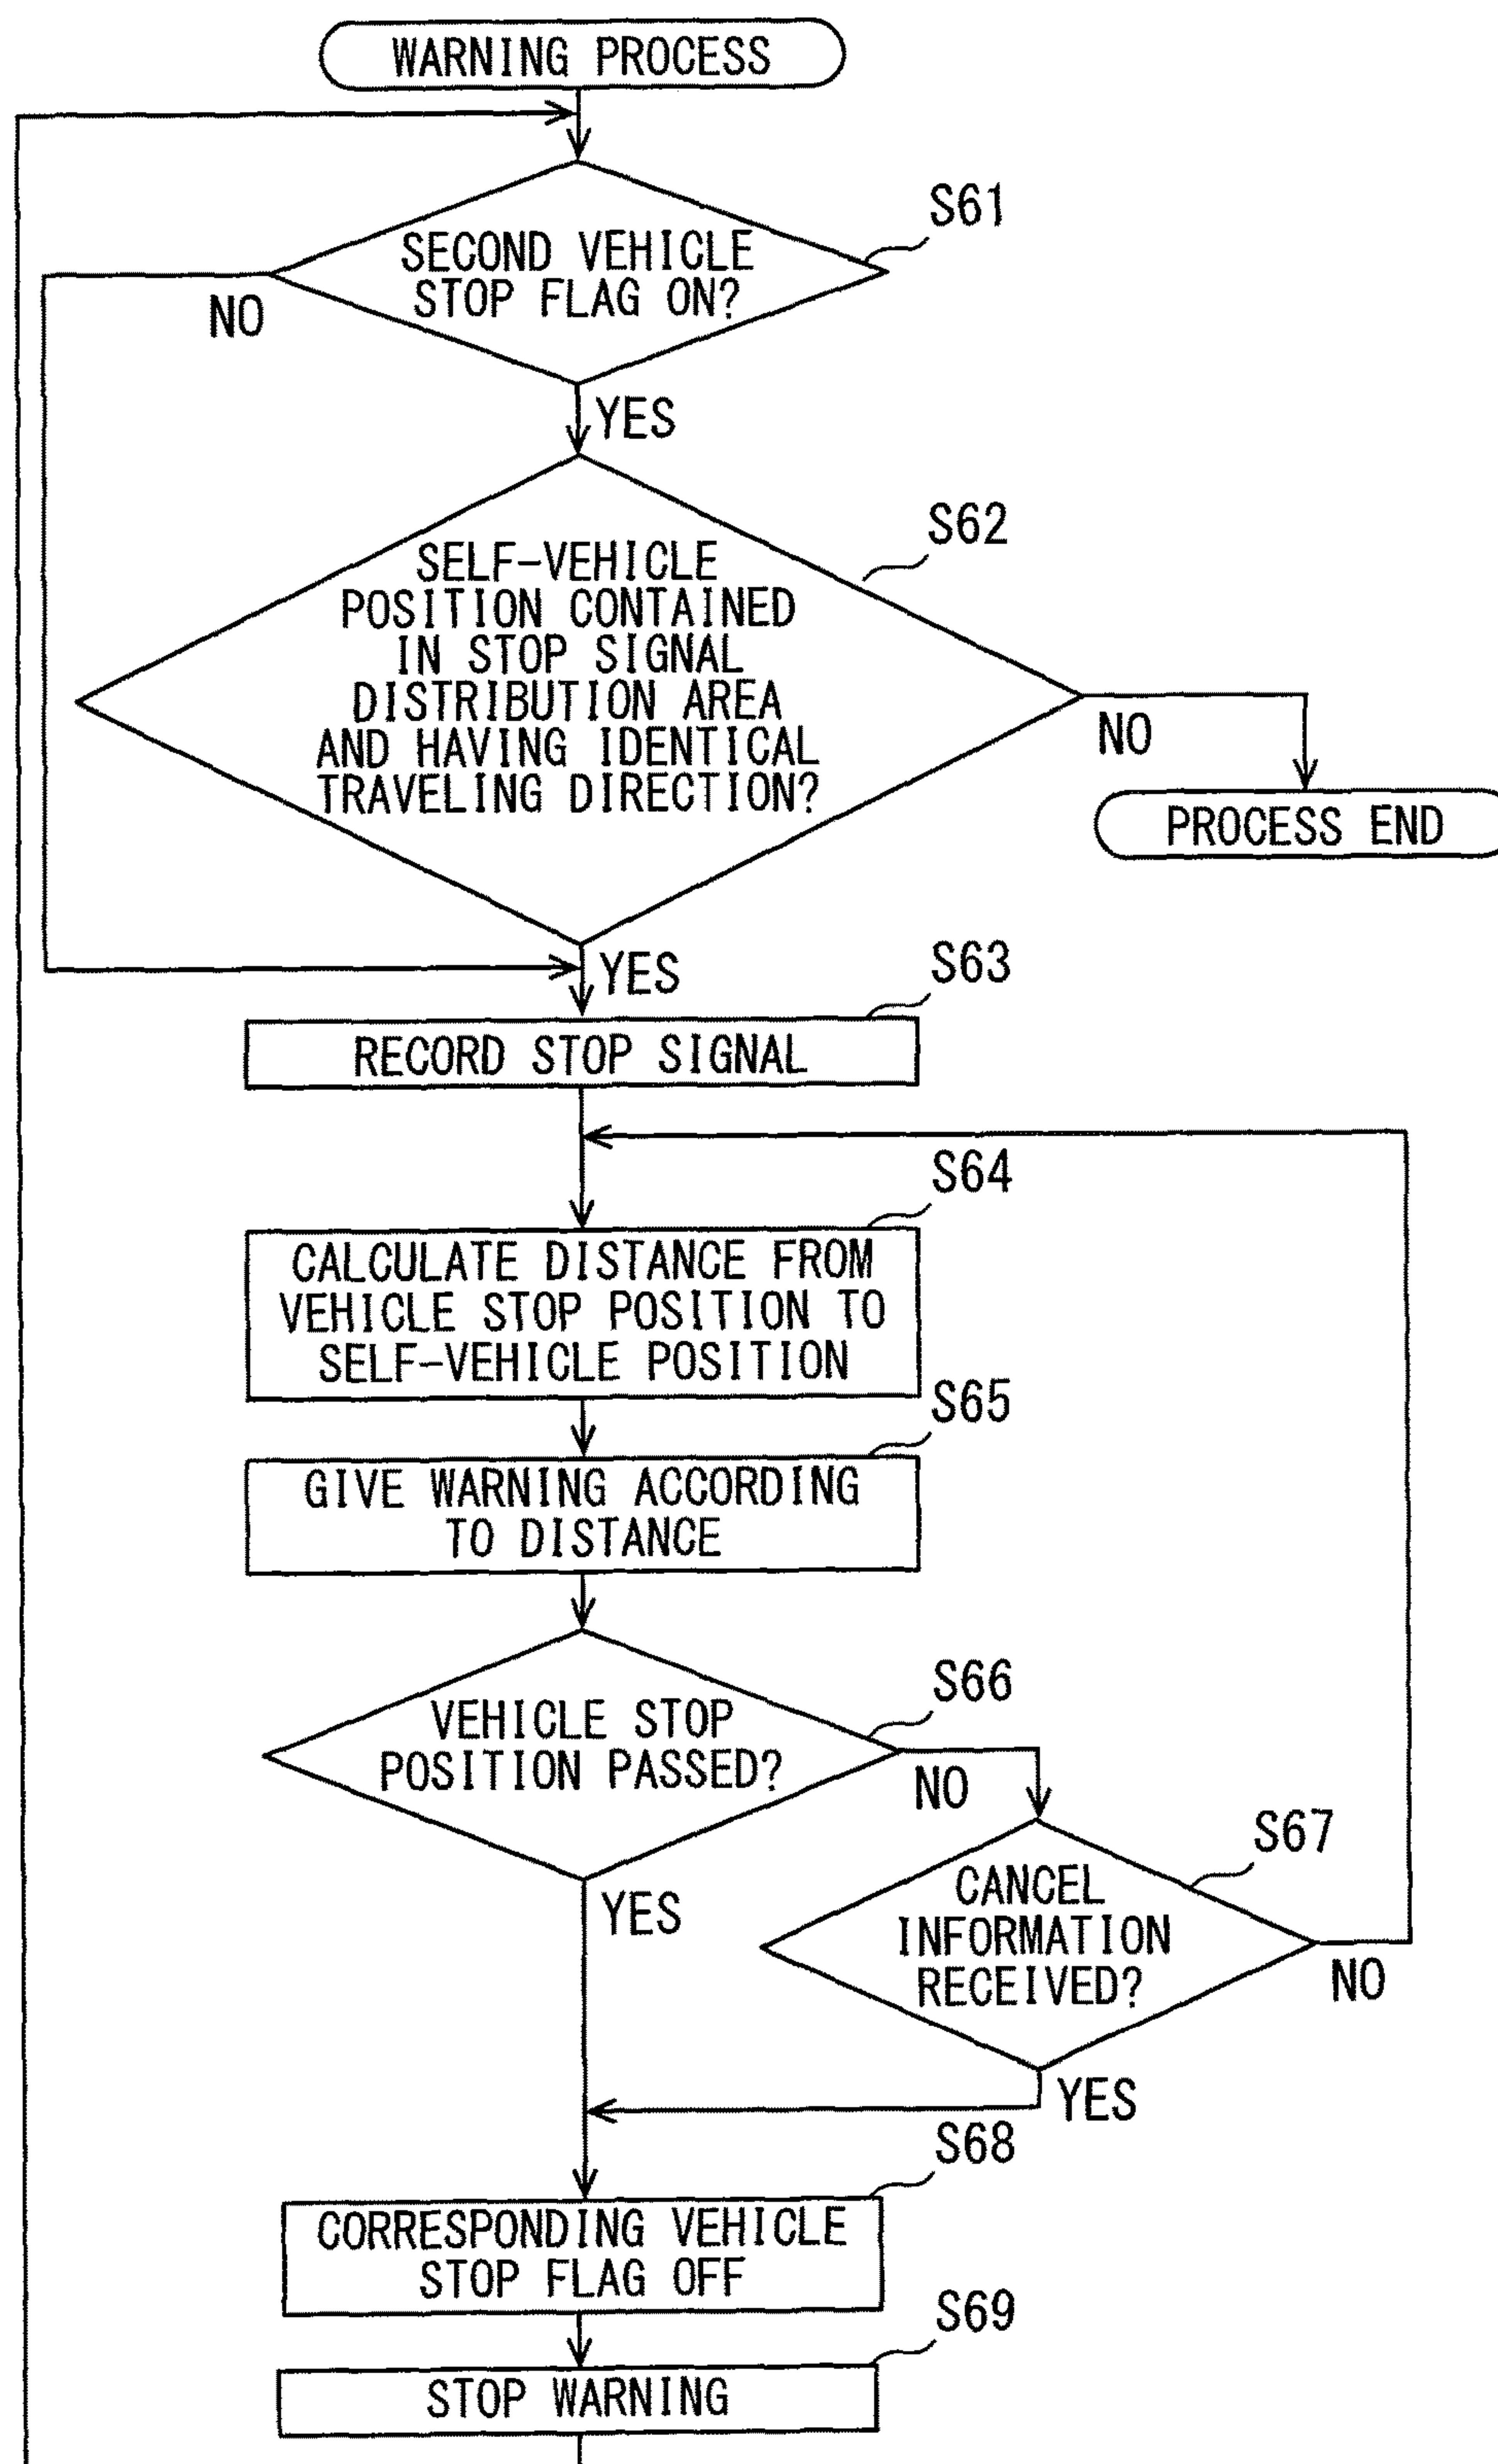 WARNING PROCESS
S61
SECOND VEHICLE
STOP FLAG ON?
NO
YES
S62
SELF-VEHICLE
POSITION CONTAINED
IN STOP SIGNAL
DISTRIBUTION AREA
AND HAVING IDENTICAL
TRAVELING DIRECTION?
NO
PROCESS END
YES
S63
RECORD STOP SIGNAL
S64
CALCULATE DISTANCE FROM
VEHICLE STOP POSITION TO
SELF-VEHICLE POSITION
S65
GIVE WARNING ACCORDING
TO DISTANCE
S66
VEHICLE STOP
POSITION PASSED?
NO
S67
CANCEL
INFORMATION
RECEIVED?
NO
YES
YES
S68
CORRESPONDING VEHICLE
STOP FLAG OFF
S69
STOP WARNING